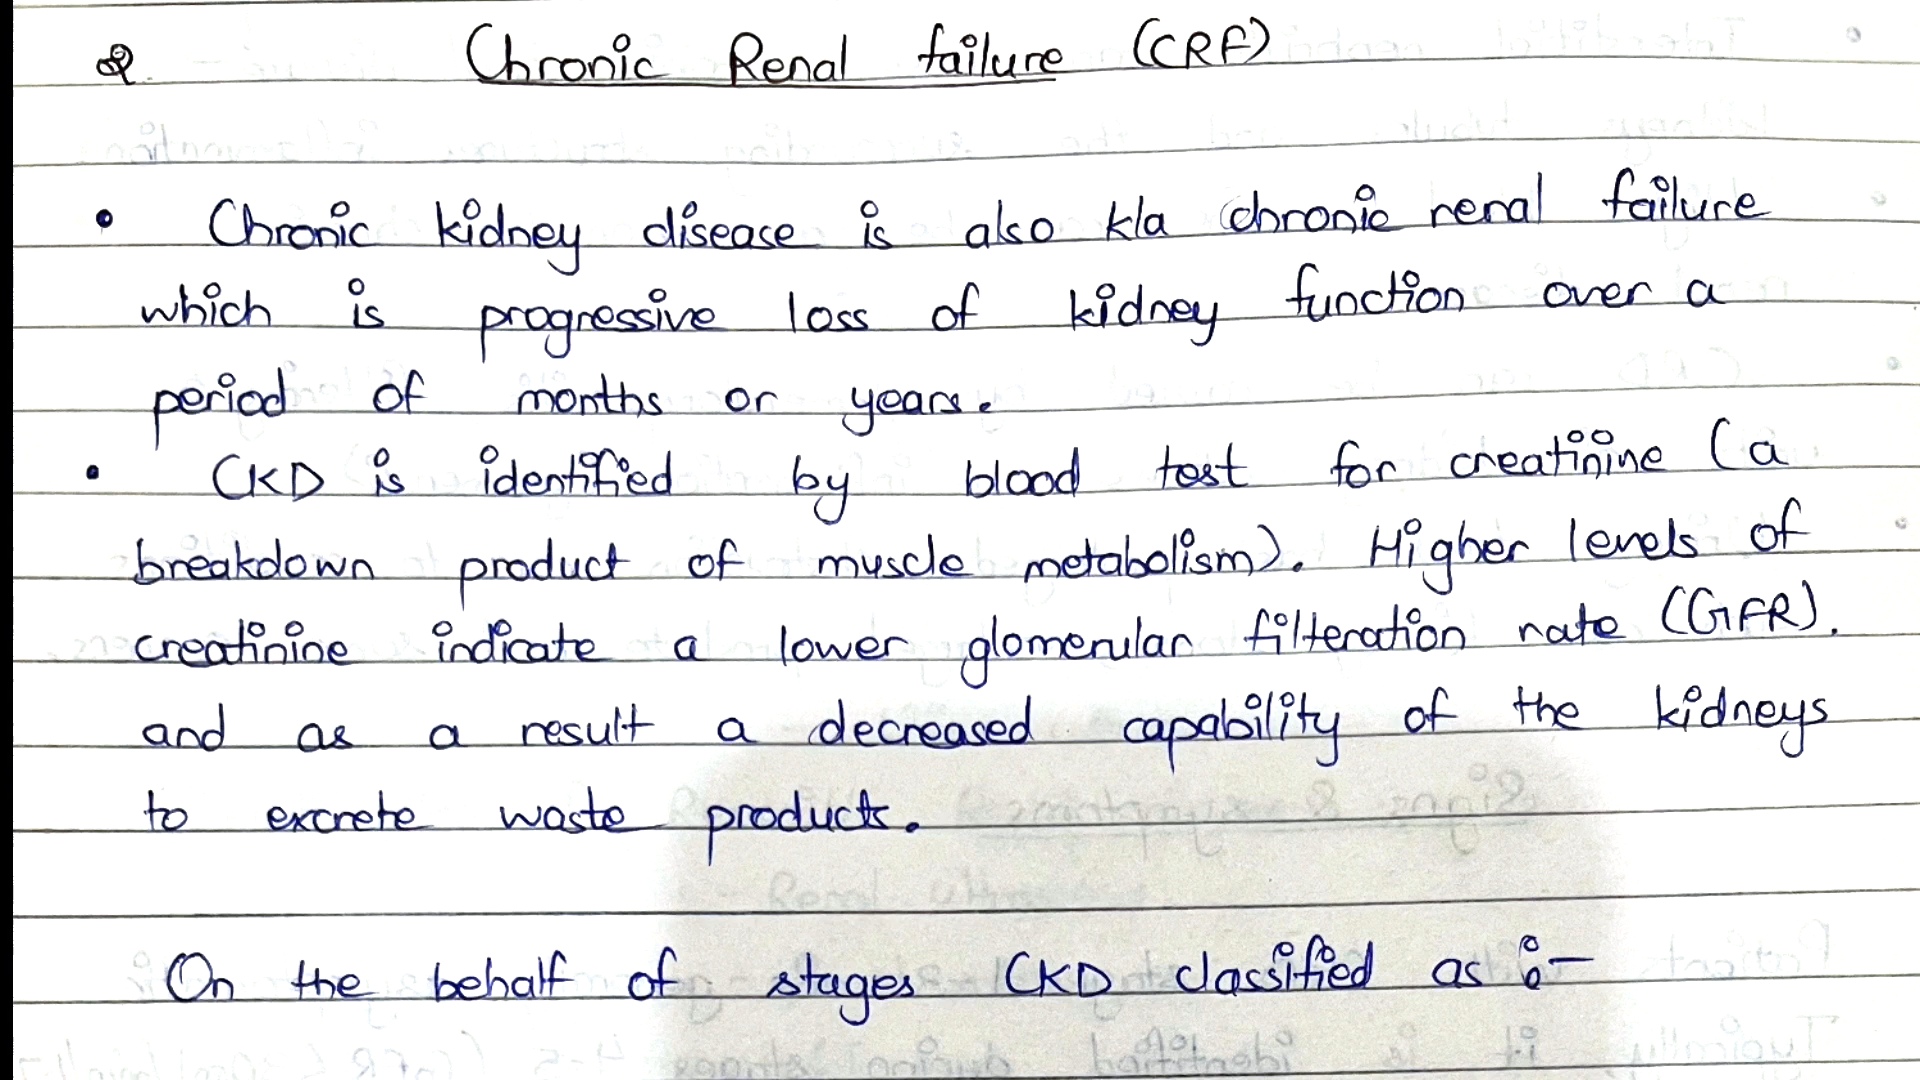 Q. Chronic Renal failure (CRF)
• Chronic kidney disease is also k/a chronic renal failure
which is progressive loss of kidney function over a
period of months or years.
• CKD is identified by blood test for creatinine (a
breakdown product of muscle metabolism). Higher levels of
creatinine indicate a lower glomerular filteration rate (GFR).
and as a result a decreased capability of the kidneys
to excrete waste products.
On the behalf of stages CKD classified as :-